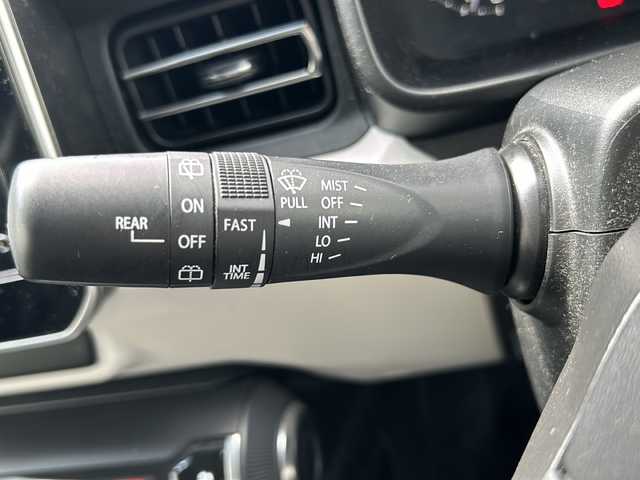 REAR
ON
OFF
FAST
INT
TIME
PULL
MIST
OFF
INT
LO
HI